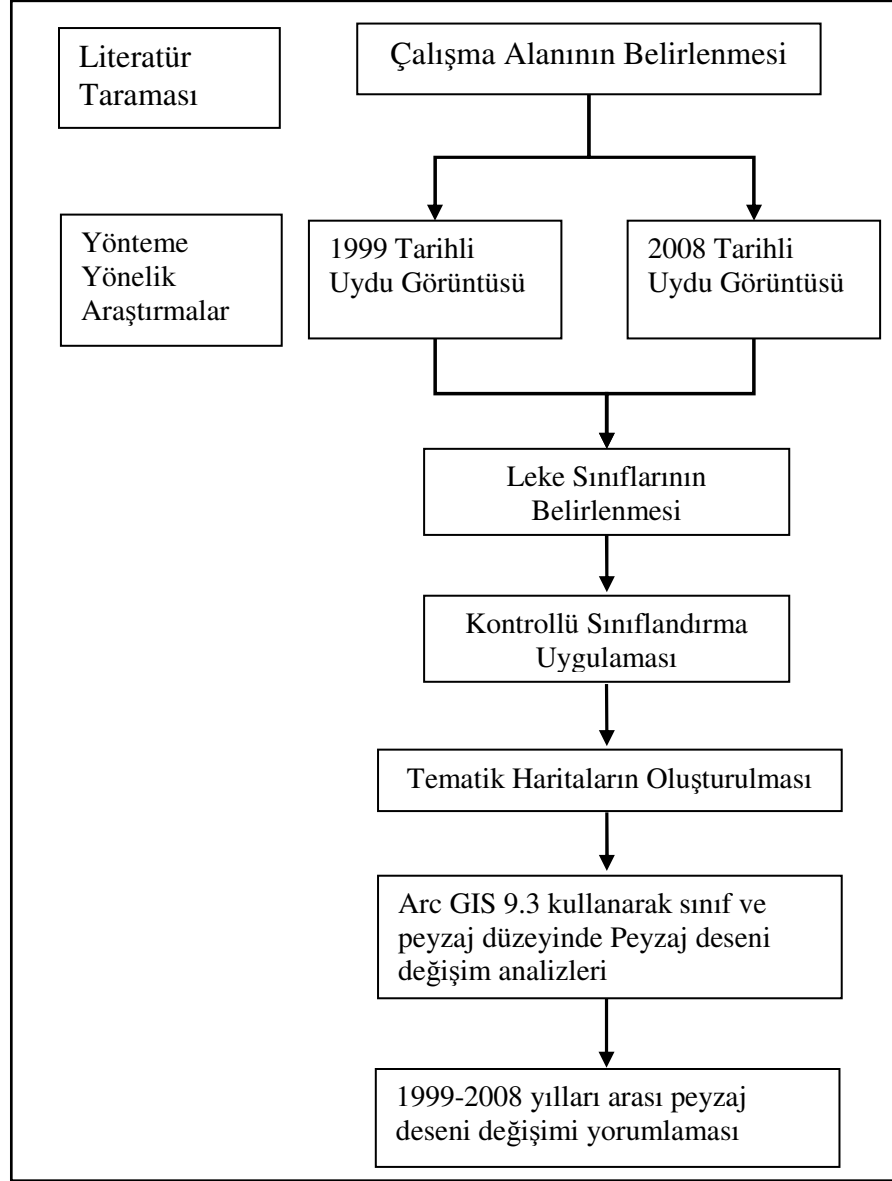 Literatür
Taraması
Çalışma Alanının Belirlenmesi
Yönteme
Yönelik
Araştırmalar
1999 Tarihli
Uydu Görüntüsü
2008 Tarihli
Uydu Görüntüsü
Leke Sınıflarının
Belirlenmesi
Kontrollü Sınıflandırma
Uygulaması
Tematik Haritaların Oluşturulması
Arc GIS 9.3 kullanarak sınıf ve
peyzaj düzeyinde Peyzaj deseni
değişim analizleri
1999-2008 yılları arası peyzaj
deseni değişimi yorumlaması